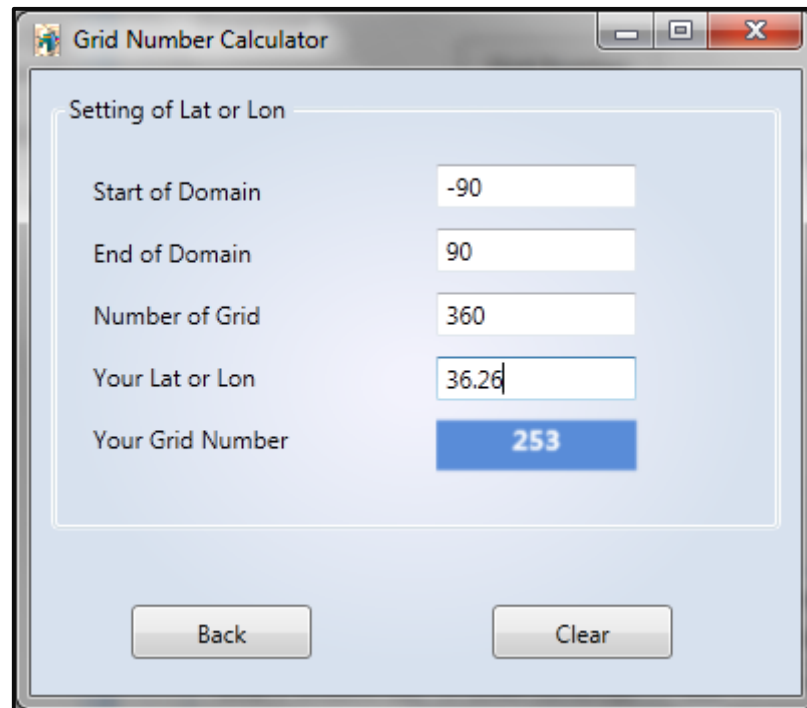 Grid Number Calculator
Setting of Lat or Lon
Start of Domain -90
End of Domain 90
Number of Grid 360
Your Lat or Lon 36.26
Your Grid Number 253
Back Clear